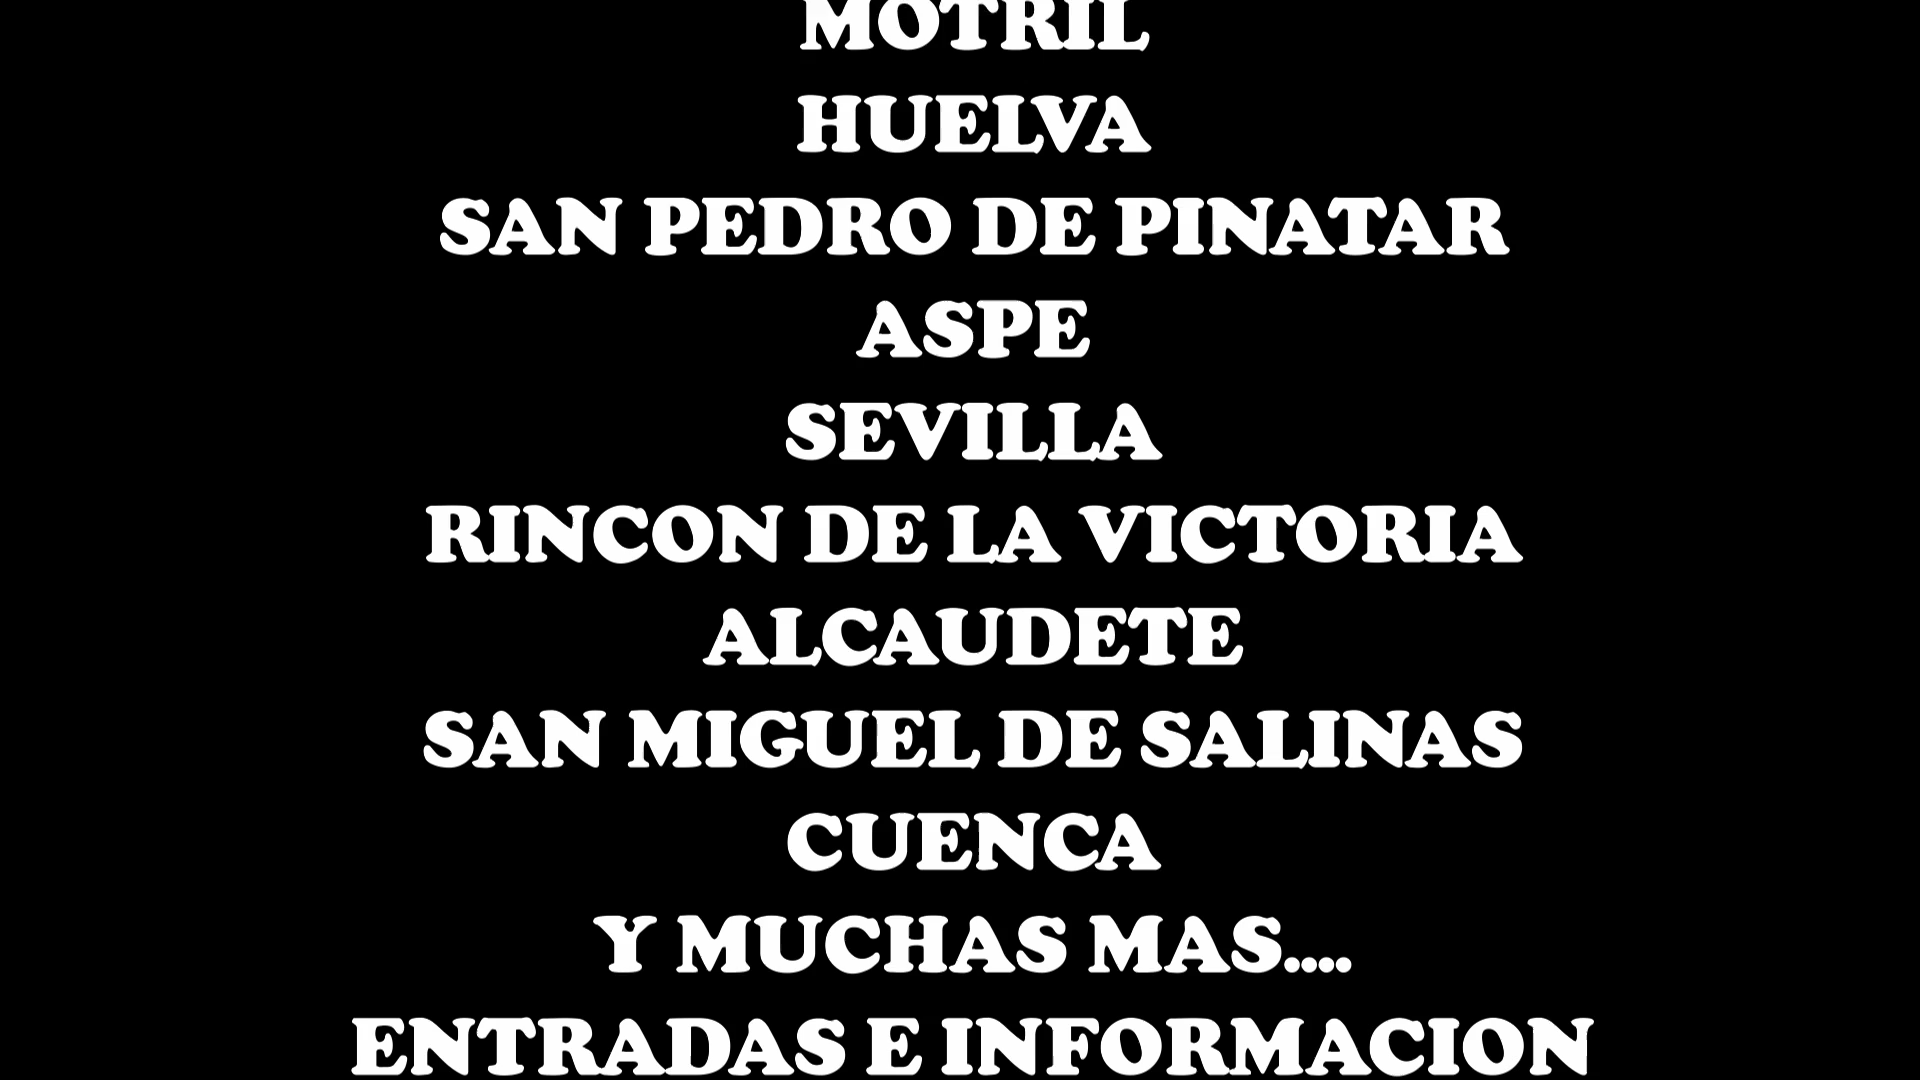 MOTRIL
HUELVA
SAN PEDRO DE PINATAR
ASPE
SEVILLA
RINCON DE LA VICTORIA
ALCAUDETE
SAN MIGUEL DE SALINAS
CUENCA
Y MUCHAS MAS....
ENTRADAS E INFORMACION